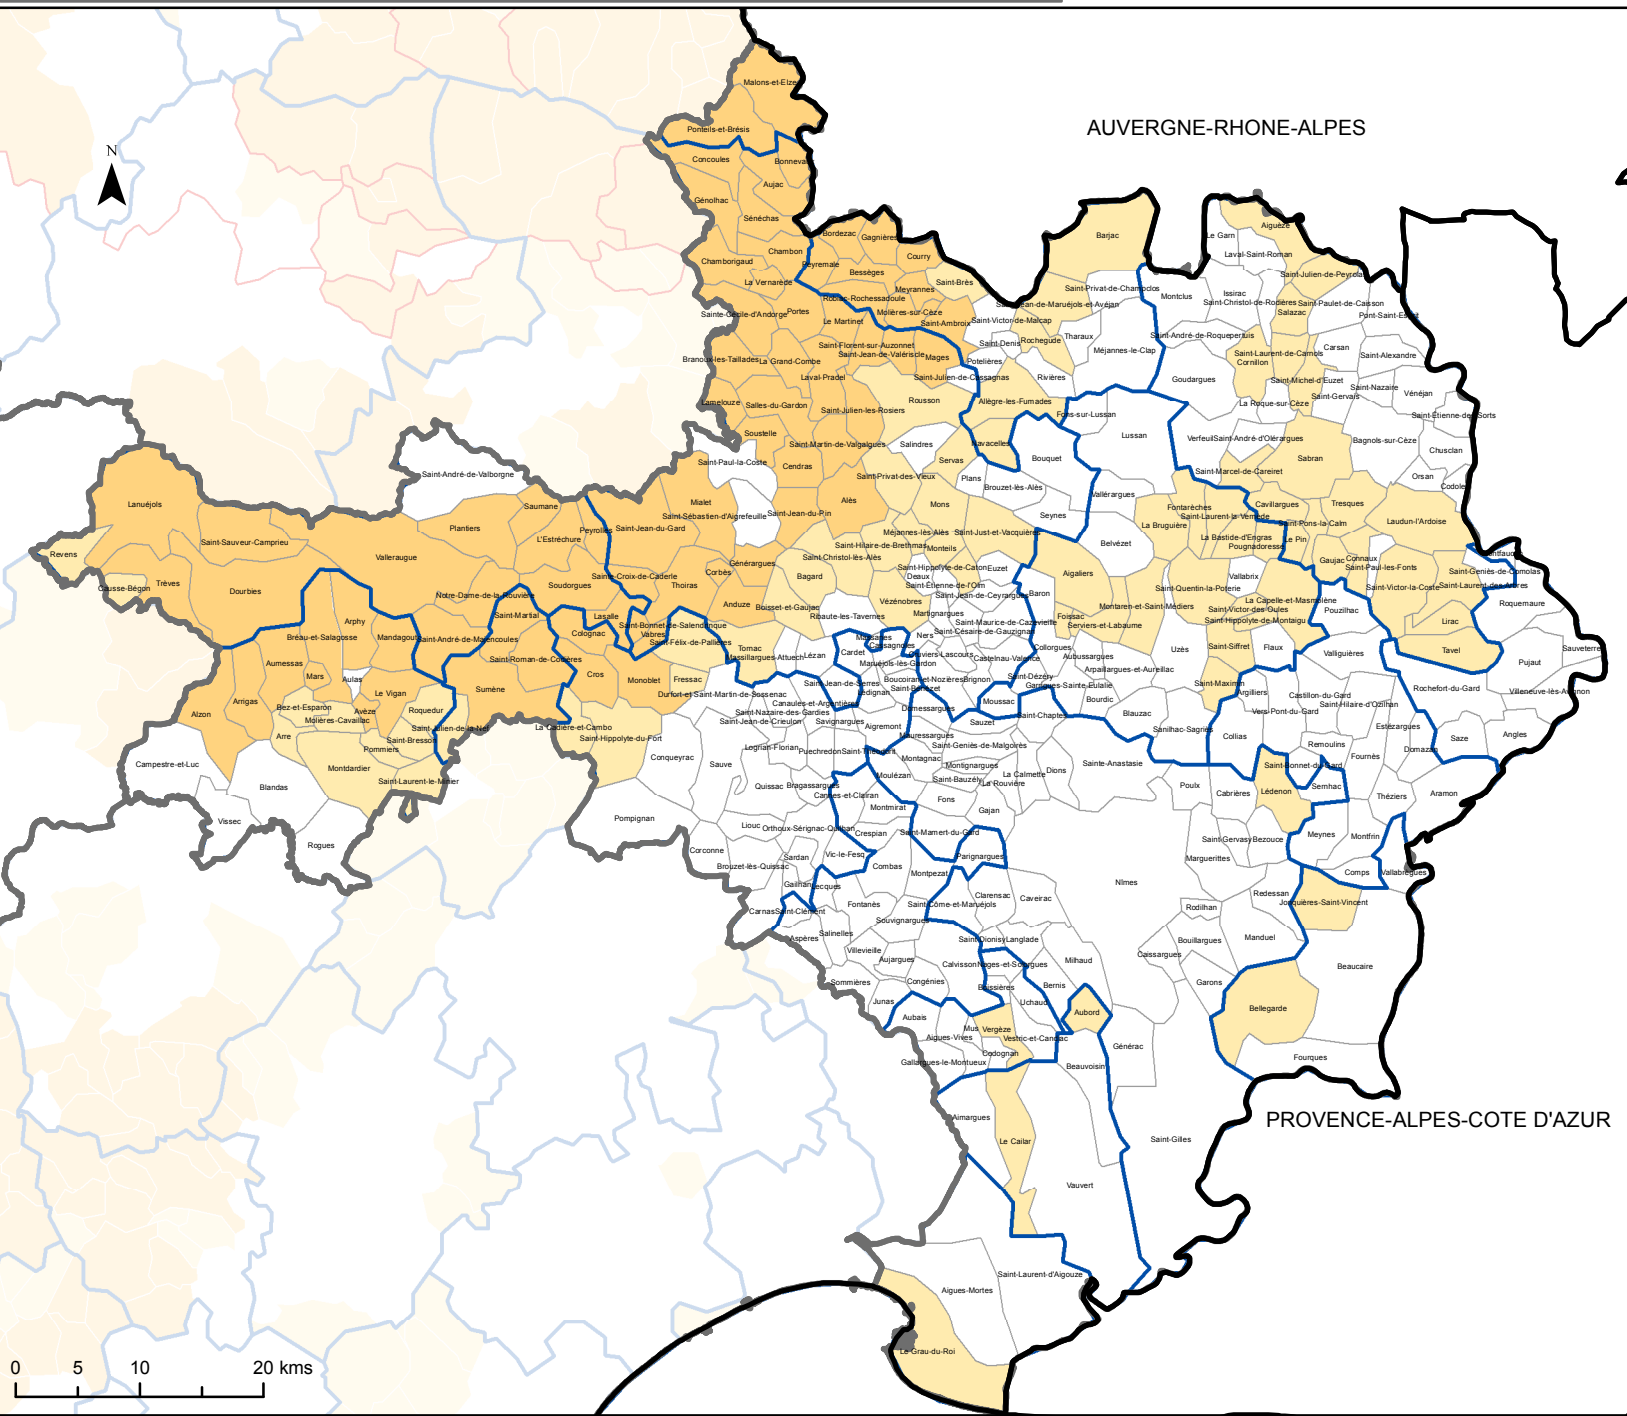 Malons-et-Elze
AUVERGNE-RHONE-ALPES
Ponteils-et-Brésis
N
Concoules
Bonnevau
Aujac
Génolhac
Sénéchas
Bordezac
Gagnières
Aiguèze
Barjac
Le Garn
Chambon
Courry
Laval-Saint-Roman
Chamborigaud
Peyremale
Bessèges
Saint-Julien-de-Peyrolas
La Vernarède
Saint-Brès
Meyrannes
Saint-Privat-de-Champclos
Montclus
Issirac
Robiac-Rochessadoule
Saint-Jean-de-Maruéjols-et-Avéjan
Saint-Christol-de-Rodières
Saint-Paulet-de-Caisson
Sainte-Cécile-d'Andorge
Portes
Molières-sur-Cèze
Salazac
Pont-Saint-Esprit
Le Martinet
Saint-Ambroix
Saint-Victor-de-Malcap
Saint-Denis
Rochegude
Tharaux
Saint-André-de-Roquepertuis
Saint-Florent-sur-Auzonnet
Méjannes-le-Clap
Carsan
Saint-Laurent-de-Carnols
Saint-Alexandre
Branoux-les-Taillades
La Grand-Combe
Saint-Jean-de-Valériscle
Mages
Potelières
Cornillon
Laval-Pradel
Saint-Julien-de-Cassagnas
Rivières
Goudargues
Saint-Michel-d'Euzet
Saint-Nazaire
Vénéjan
Lamelouze
Salles-du-Gardon
Saint-Julien-les-Rosiers
Rousson
Allègre-les-Fumades
Fons-sur-Lussan
La Roque-sur-Cèze
Saint-Gervais
Saint-Étienne-des-Sorts
Soustelle
Saint-Martin-de-Valgalgues
Salindres
Navacelles
Lussan
Verfeuil
Saint-André-d'Olérargues
Bagnols-sur-Cèze
Chusclan
Saint-Paul-la-Coste
Cendras
Servas
Bouquet
Sabran
Saint-André-de-Valborgne
Saint-Privat-des-Vieux
Plans
Brouzet-lès-Alès
Vallérargues
Saint-Marcel-de-Careiret
Orsan
Codolet
Lanuéjols
Saumane
Mialet
Alès
Mons
Fontarèches
Cavillargues
Tresques
Saint-Sébastien-d'Aigrefeuille
Saint-Jean-du-Pin
Seynes
La Bruguière
Saint-Laurent-la-Vernède
Saint-Pons-la-Calm
Laudun-l'Ardoise
Plantiers
Peyrolles
Saint-Jean-du-Gard
Méjannes-lès-Alès
Saint-Just-et-Vacquières
Belvézet
La Bastide-d'Engras
Le Pin
Saint-Sauveur-Camprieu
L'Estréchure
Saint-Hilaire-de-Brethmas
Monteils
Pougnadoresse
Revens
Valleraugue
Saint-Christol-lès-Alès
Gaujac
Connaux
Générargues
Saint-Hippolyte-de-Caton
Euzet
Saint-Paul-les-Fonts
Saint-Geniès-de-Comolas
Trèves
Causse-Bégon
Dourbies
Soudorgues
Sainte-Croix-de-Caderle
Thoiras
Corbès
Bagard
Deaux
Saint-Étienne-de-l'Olm
Aigaliers
Vallabrix
Saint-Victor-la-Coste
Saint-Laurent-des-Arbres
Notre-Dame-de-la-Rouvière
Saint-Jean-de-Ceyrargues
Baron
Saint-Quentin-la-Poterie
La Capelle-et-Masmolène
Anduze
Boisset-et-Gaujac
Vézénobres
Montaren-et-Saint-Médiers
Saint-Victor-des-Oules
Pouzilhac
Roquemaure
Saint-Martial
Lasalle
Ribaute-les-Tavernes
Martignargues
Foissac
Saint-Hippolyte-de-Montaigu
Arphy
Saint-Bonnet-de-Salendrinque
Saint-Maurice-de-Cazevieille
Serviers-et-Labaume
Lirac
Bréau-et-Salagosse
Mandagout
Saint-André-de-Majencoules
Colognac
Vabres
Saint-Félix-de-Pallières
Massanes
Ners
Saint-Césaire-de-Gauzignan
Tornac
Cassagnoles
Collorgues
Uzès
Saint-Siffret
Flaux
Valliguières
Tavel
Sauveterre
Aumessas
Saint-Roman-de-Codières
Massillargues-Attuech
Lézan
Cardet
Cruviers-Lascours
Castelnau-Valence
Aubussargues
Pujaut
Mars
Aulas
Cros
Monoblet
Fressac
Maruéjols-lès-Gardon
Arpaillargues-et-Aureillac
Boucoiran-et-Nozières
Brignon
Saint-Dézéry
Saint-Maximin
Rochefort-du-Gard
Le Vigan
Sumène
Durfort-et-Saint-Martin-de-Sossenac
Saint-Jean-de-Serres
Lédignan
Saint-Bénézet
Garrigues-Sainte-Eulalie
Argilliers
Castillon-du-Gard
Villeneuve-lès-Avignon
Arrigas
Bez-et-Esparon
Avèze
Roquedur
Canaules-et-Argentières
Domessargues
Moussac
Bourdic
Saint-Hilaire-d'Ozilhan
Alzon
Molières-Cavaillac
Saint-Nazaire-des-Gardies
Saint-Chaptes
Blauzac
Vers-Pont-du-Gard
Saint-Julien-de-la-Nef
La Cadière-et-Cambo
Saint-Jean-de-Crieulon
Savignargues
Aigremont
Sauzet
Sanilhac-Sagriès
Estézargues
Arre
Saint-Bresson
Saint-Hippolyte-du-Fort
Mauressargues
Collias
Saze
Angles
Pommiers
Logrian-Florian
Puechredon
Saint-Théodorit
Saint-Geniès-de-Malgoirès
Remoulins
Domazan
Campestre-et-Luc
Montdardier
Conqueyrac
Sauve
Montagnac
Montignargues
Sainte-Anastasie
Saint-Bonnet-du-Gard
Fournès
Saint-Laurent-le-Minier
Moulézan
Saint-Bauzély
La Calmette
Dions
La Rouvière
Blandas
Quissac
Bragassargues
Cannes-et-Clairan
Poulx
Cabrières
Lédenon
Sernhac
Théziers
Aramon
Montmirat
Fons
Gajan
Vissec
Pompignan
Liouc
Orthoux-Sérignac-Quilhan
Crespian
Saint-Mamert-du-Gard
Saint-Gervasy
Bezouce
Meynes
Montfrin
Rogues
Corconne
Sardan
Vic-le-Fesq
Parignargues
Marguerittes
Brouzet-lès-Quissac
Combas
Montpezat
Comps
Vallabrègues
Gailhan
Lecques
Nîmes
Clarensac
Caveirac
Redessan
Carnas
Saint-Clément
Fontanès
Saint-Côme-et-Maruéjols
Rodilhan
Jonquières-Saint-Vincent
Souvignargues
Aspères
Salinelles
Saint-Dionisy
Langlade
Bouillargues
Manduel
Villevieille
Aujargues
Caissargues
Calvisson
Nages-et-Solorgues
Milhaud
Beaucaire
Sommières
Congénies
Boissières
Bernis
Garons
Junas
Uchaud
Aubord
Bellegarde
Aubais
Mus
Vergèze
Aigues-Vives
Vestric-et-Candiac
Générac
Codognan
Gallargues-le-Montueux
Beauvoisin
Fourques
Aimargues
PROVENCE-ALPES-COTE D'AZUR
Le Cailar
Saint-Gilles
Vauvert
Saint-Laurent-d'Aigouze
Aigues-Mortes
Le Grau-du-Roi
0 5 10 20 kms